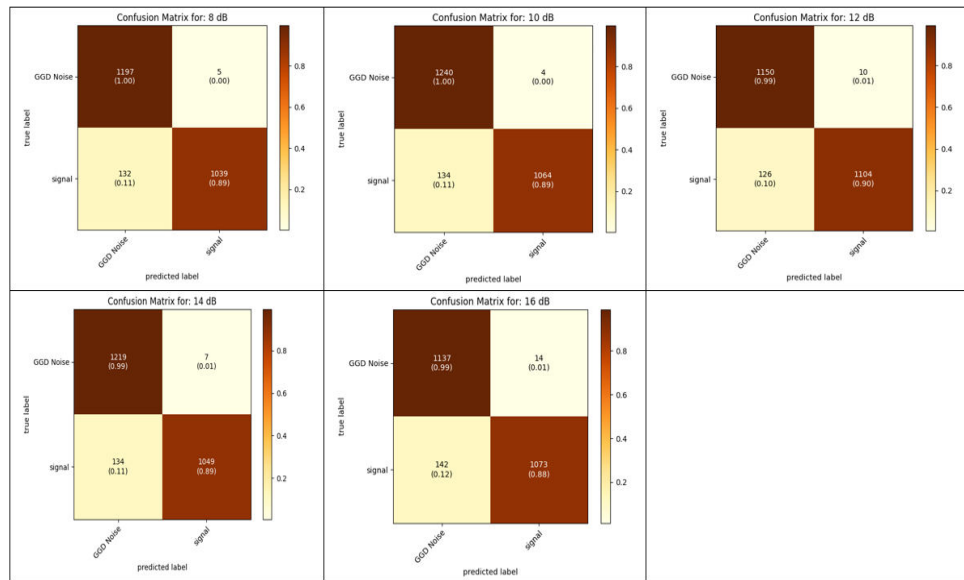 Confusion Matrix for: 8 dB
GGD Noise
1197
(1.00)
5
(0.00)
0.8
0.6
true label
0.4
signal
132
(0.11)
1039
(0.89)
0.2
GGD Noise
signal
predicted label
Confusion Matrix for: 10 dB
GGD Noise
1240
(1.00)
4
(0.00)
0.8
0.6
true label
0.4
signal
134
(0.11)
1064
(0.89)
0.2
GGD Noise
signal
predicted label
Confusion Matrix for: 12 dB
GGD Noise
1150
(0.99)
10
(0.01)
0.8
0.6
true label
0.4
signal
126
(0.10)
1104
(0.90)
0.2
GGD Noise
signal
predicted label
Confusion Matrix for: 14 dB
GGD Noise
1219
(0.99)
7
(0.01)
0.8
0.6
true label
0.4
signal
134
(0.11)
1049
(0.89)
0.2
GGD Noise
signal
predicted label
Confusion Matrix for: 16 dB
GGD Noise
1137
(0.99)
14
(0.01)
0.8
0.6
true label
0.4
signal
142
(0.12)
1073
(0.88)
0.2
GGD Noise
signal
predicted label